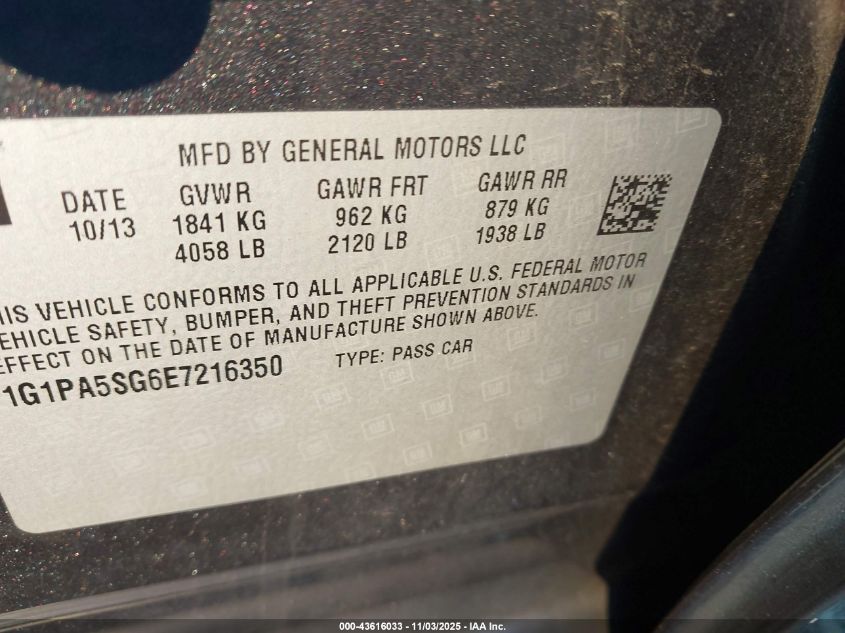 MFD BY GENERAL MOTORS LLC
DATE GVWR GAWR FRT GAWR RR
10/13 1841 KG 962 KG 879 KG
4058 LB 2120 LB 1938 LB
HIS VEHICLE CONFORMS TO ALL APPLICABLE U.S. FEDERAL MOTOR
VEHICLE SAFETY, BUMPER, AND THEFT PREVENTION STANDARDS IN
EFFECT ON THE DATE OF MANUFACTURE SHOWN ABOVE.
1G1PA5SG6E7216350 TYPE: PASS CAR
000-43616033 - 11/03/2025 - IAA Inc.